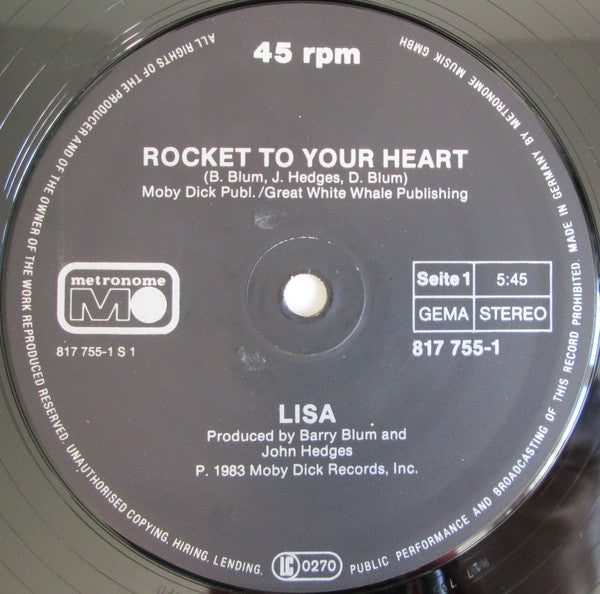 45 rpm
ROCKET TO YOUR HEART
(B. Blum, J. Hedges, D. Blum)
Moby Dick Publ./Great White Whale Publishing
metronome
M
817 755-1 S 1
Seite 1 5:45
GEMA STEREO
817 755-1
LISA
Produced by Barry Blum and
John Hedges
P. 1983 Moby Dick Records, Inc.
ALL RIGHTS OF THE PRODUCER AND OF THE OWNER OF THE WORK REPRODUCED RESERVED. UNAUTHORISED COPYING, HIRING, LENDING, PUBLIC PERFORMANCE AND BROADCASTING OF THIS RECORD PROHIBITED. MADE IN GERMANY BY METRONOME MUSIK GMBH
LC 0270